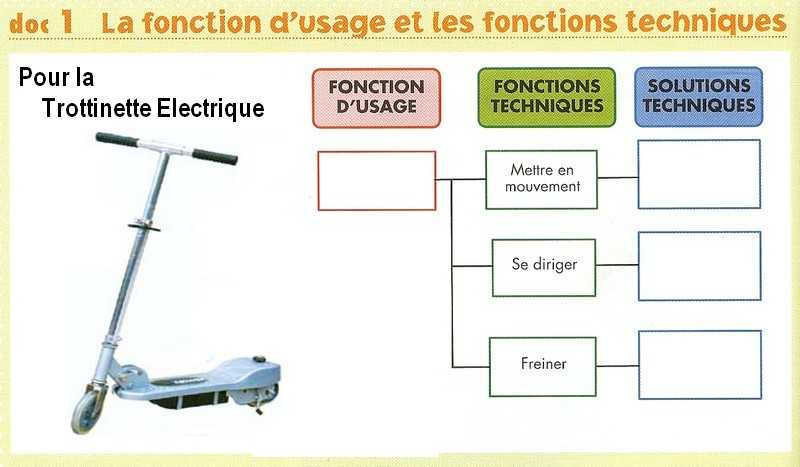 doc 1 La fonction d'usage et les fonctions techniques
Pour la
Trottinette Electrique
FONCTION
D'USAGE
FONCTIONS
TECHNIQUES
SOLUTIONS
TECHNIQUES
Mettre en
mouvement
Se diriger
Freiner